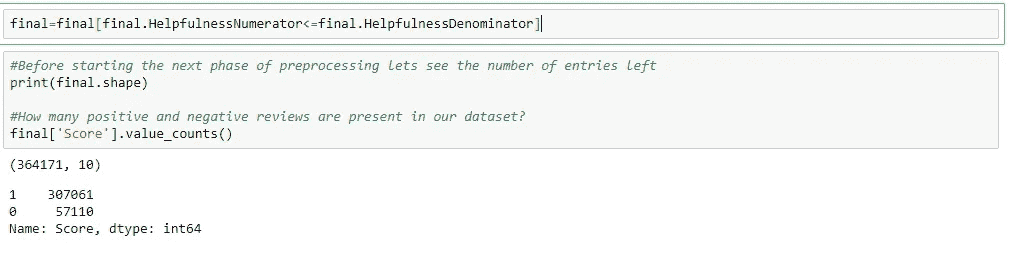 final=final[final.HelpfulnessNumerator<=final.HelpfulnessDenominator]
#Before starting the next phase of preprocessing lets see the number of entries left
print(final.shape)
#How many positive and negative reviews are present in our dataset?
final['Score'].value_counts()
(364171, 10)
1    307061
0     57110
Name: Score, dtype: int64